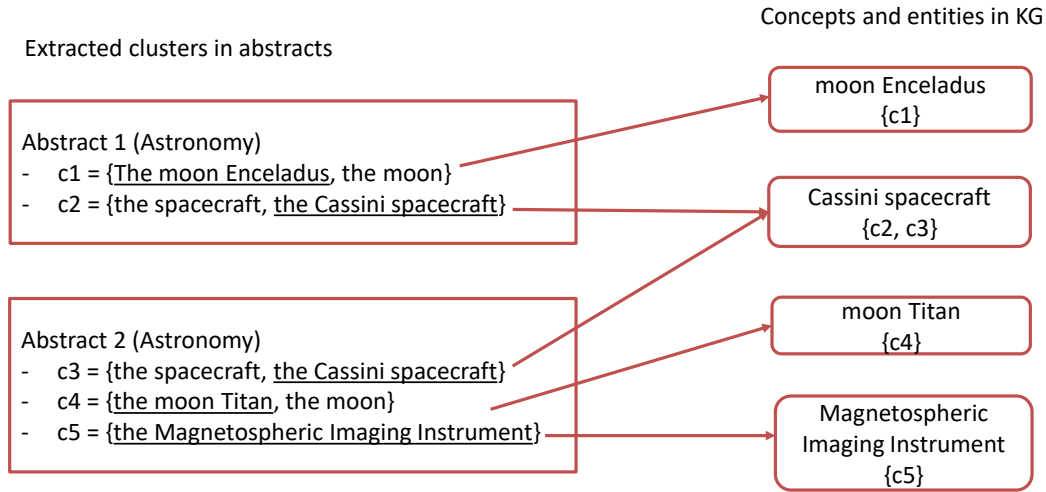 Concepts and entities in KG
Extracted clusters in abstracts
Abstract 1 (Astronomy)
- c1 = {The moon Enceladus, the moon}
- c2 = {the spacecraft, the Cassini spacecraft}
Abstract 2 (Astronomy)
- c3 = {the spacecraft, the Cassini spacecraft}
- c4 = {the moon Titan, the moon}
- c5 = {the Magnetospheric Imaging Instrument}
moon Enceladus
{c1}
Cassini spacecraft
{c2, c3}
moon Titan
{c4}
Magnetospheric
Imaging Instrument
{c5}